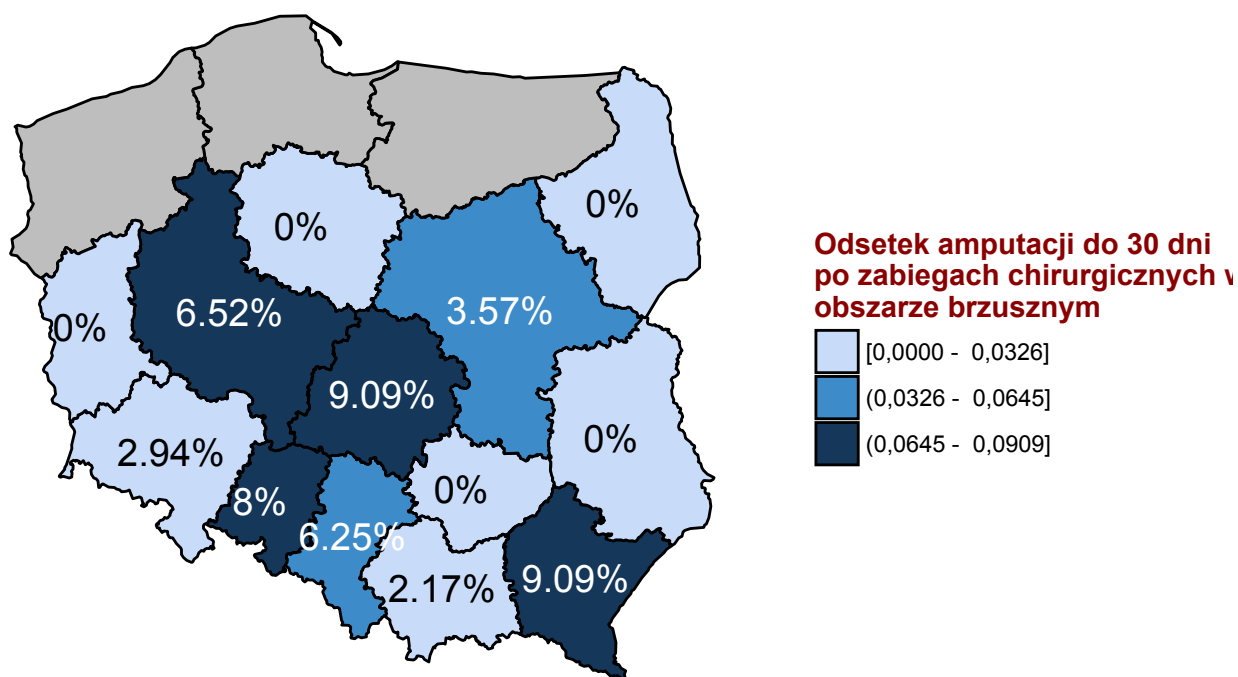 0%
0%
6.52%
3.57%
0%
9.09%
0%
2.94%
0%
8%
6.25%
2.17%
9.09%
Odsetek amputacji do 30 dni
po zabiegach chirurgicznych
obszarze brzusznym
[0,0000 - 0,0326]
(0,0326 - 0,0645]
(0,0645 - 0,0909]